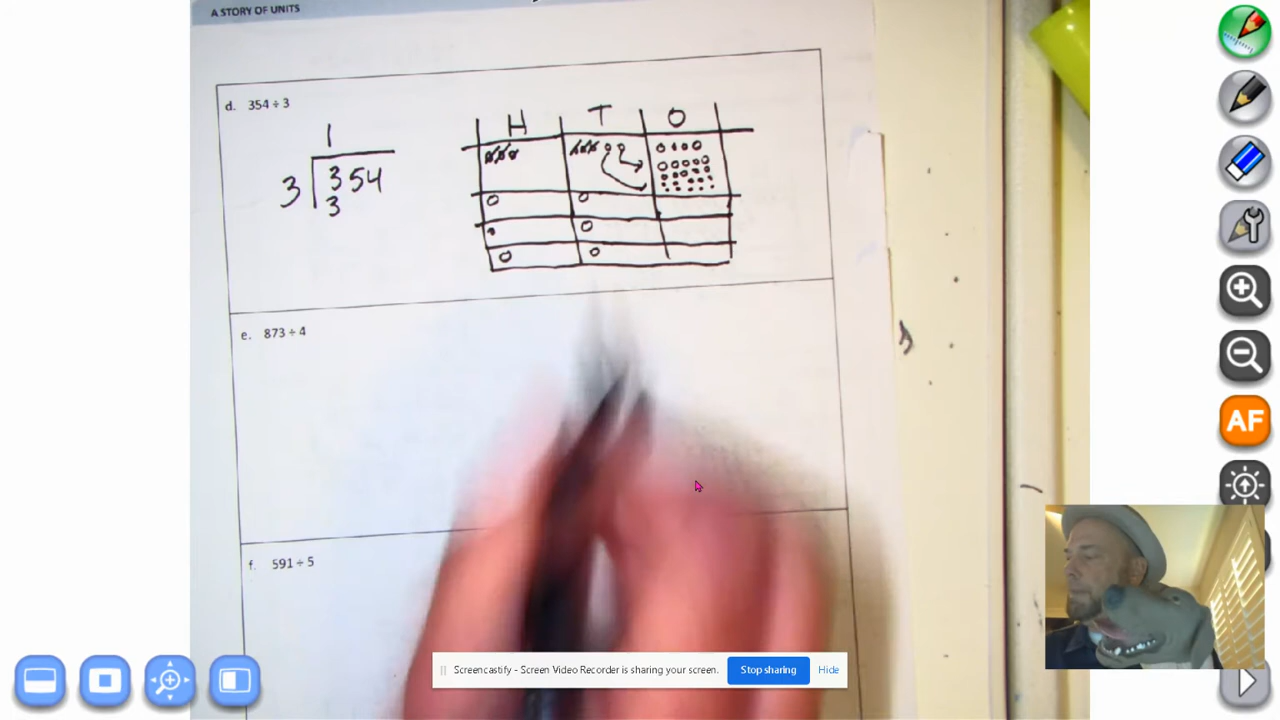 A STORY OF UNITS
d. 354 ÷ 3
H T O
1
3 354
3
e. 873 ÷ 4
f. 591 ÷ 5
AF
Screencastify - Screen Video Recorder is sharing your screen. Stop sharing Hide